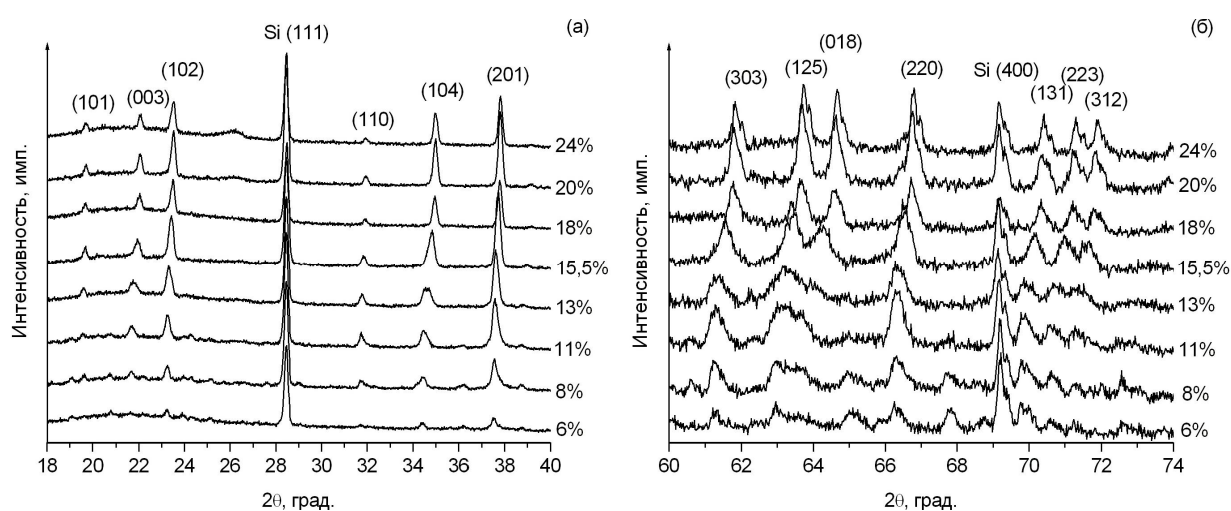 Si (111)
(а)
(102)
(101)
(003)
(110)
(104)
(201)
24%
20%
18%
15,5%
13%
11%
8%
6%
Интенсивность, имп.
18 20 22 24 26 28 30 32 34 36 38 40
2θ, град.
(б)
(018)
(303)
(125)
(220)
Si (400)
(223)
(131)
(312)
24%
20%
18%
15,5%
13%
11%
8%
6%
Интенсивность, имп.
60 62 64 66 68 70 72 74
2θ, град.